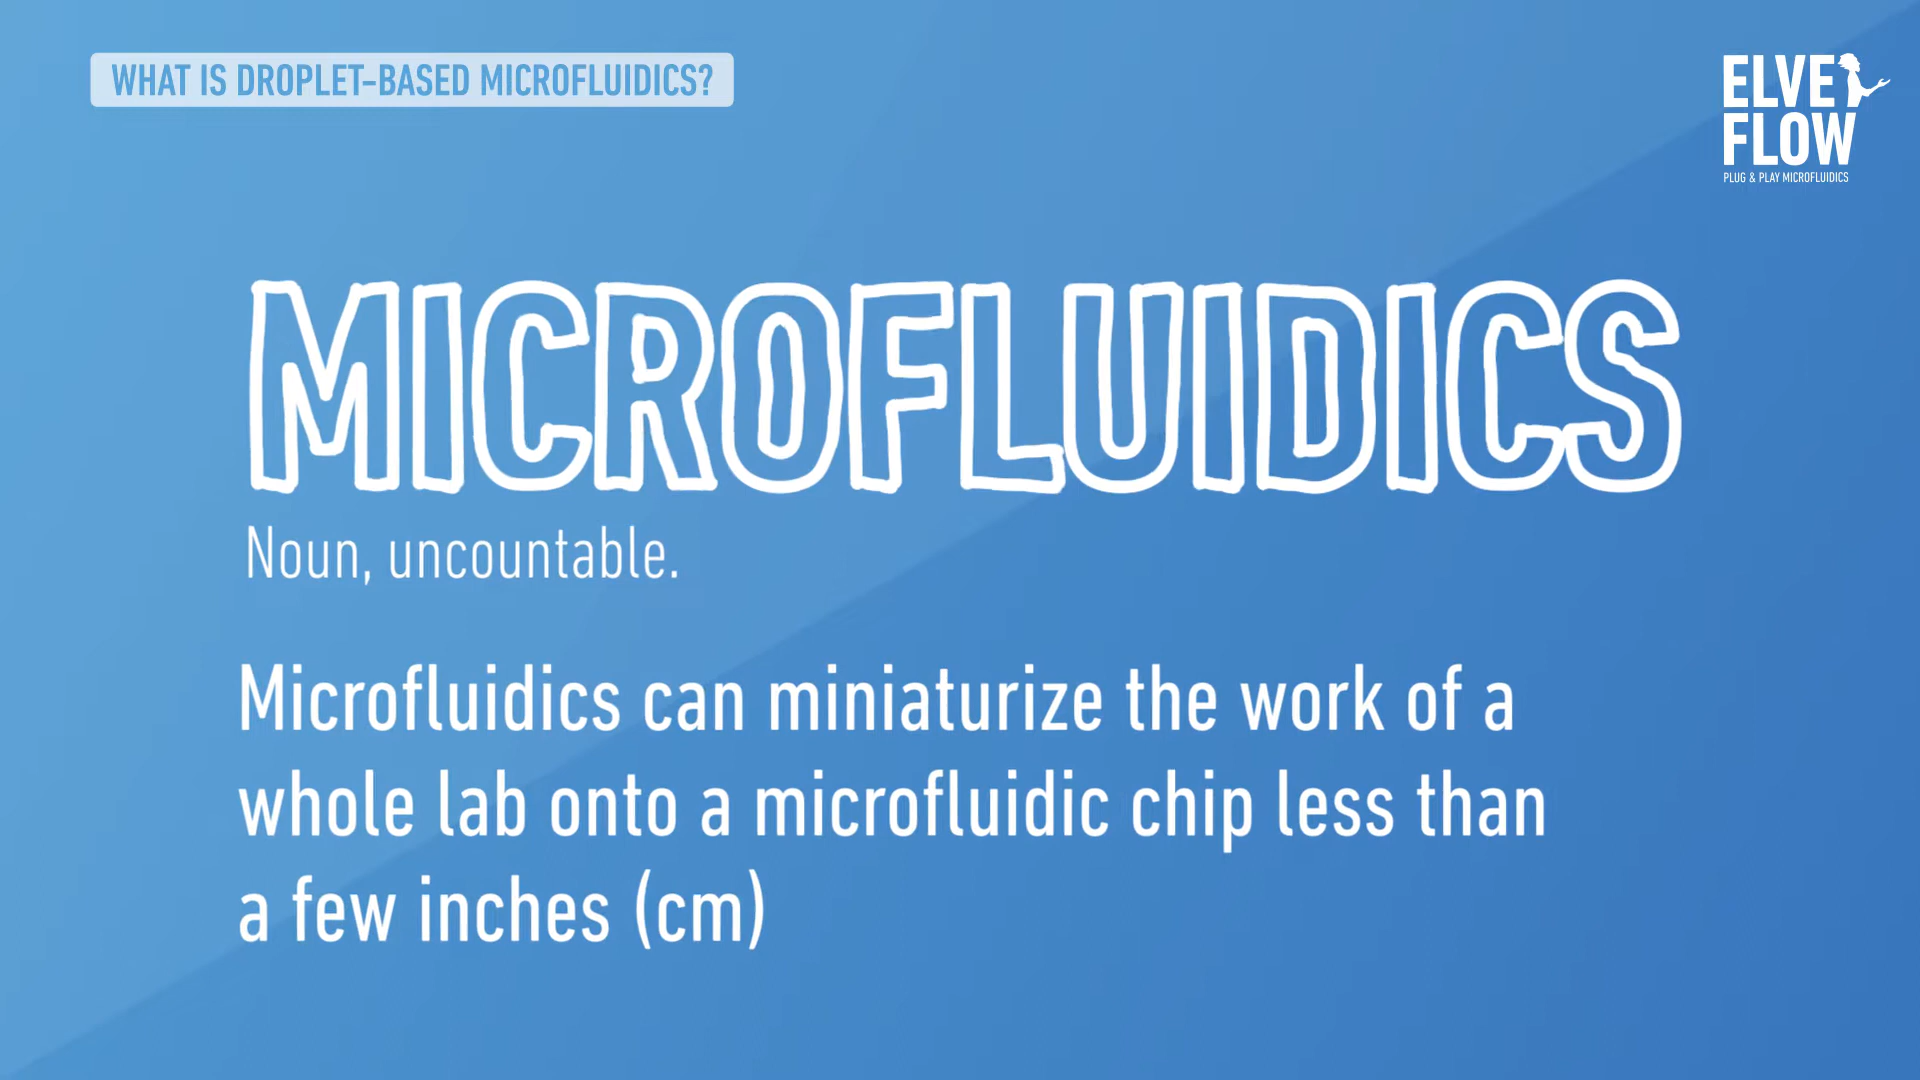 WHAT IS DROPLET-BASED MICROFLUIDICS?
ELVE
FLOW
PLUG & PLAY MICROFLUIDICS
MICROFLUIDICS
Noun, uncountable.
Microfluidics can miniaturize the work of a
whole lab onto a microfluidic chip less than
a few inches (cm)